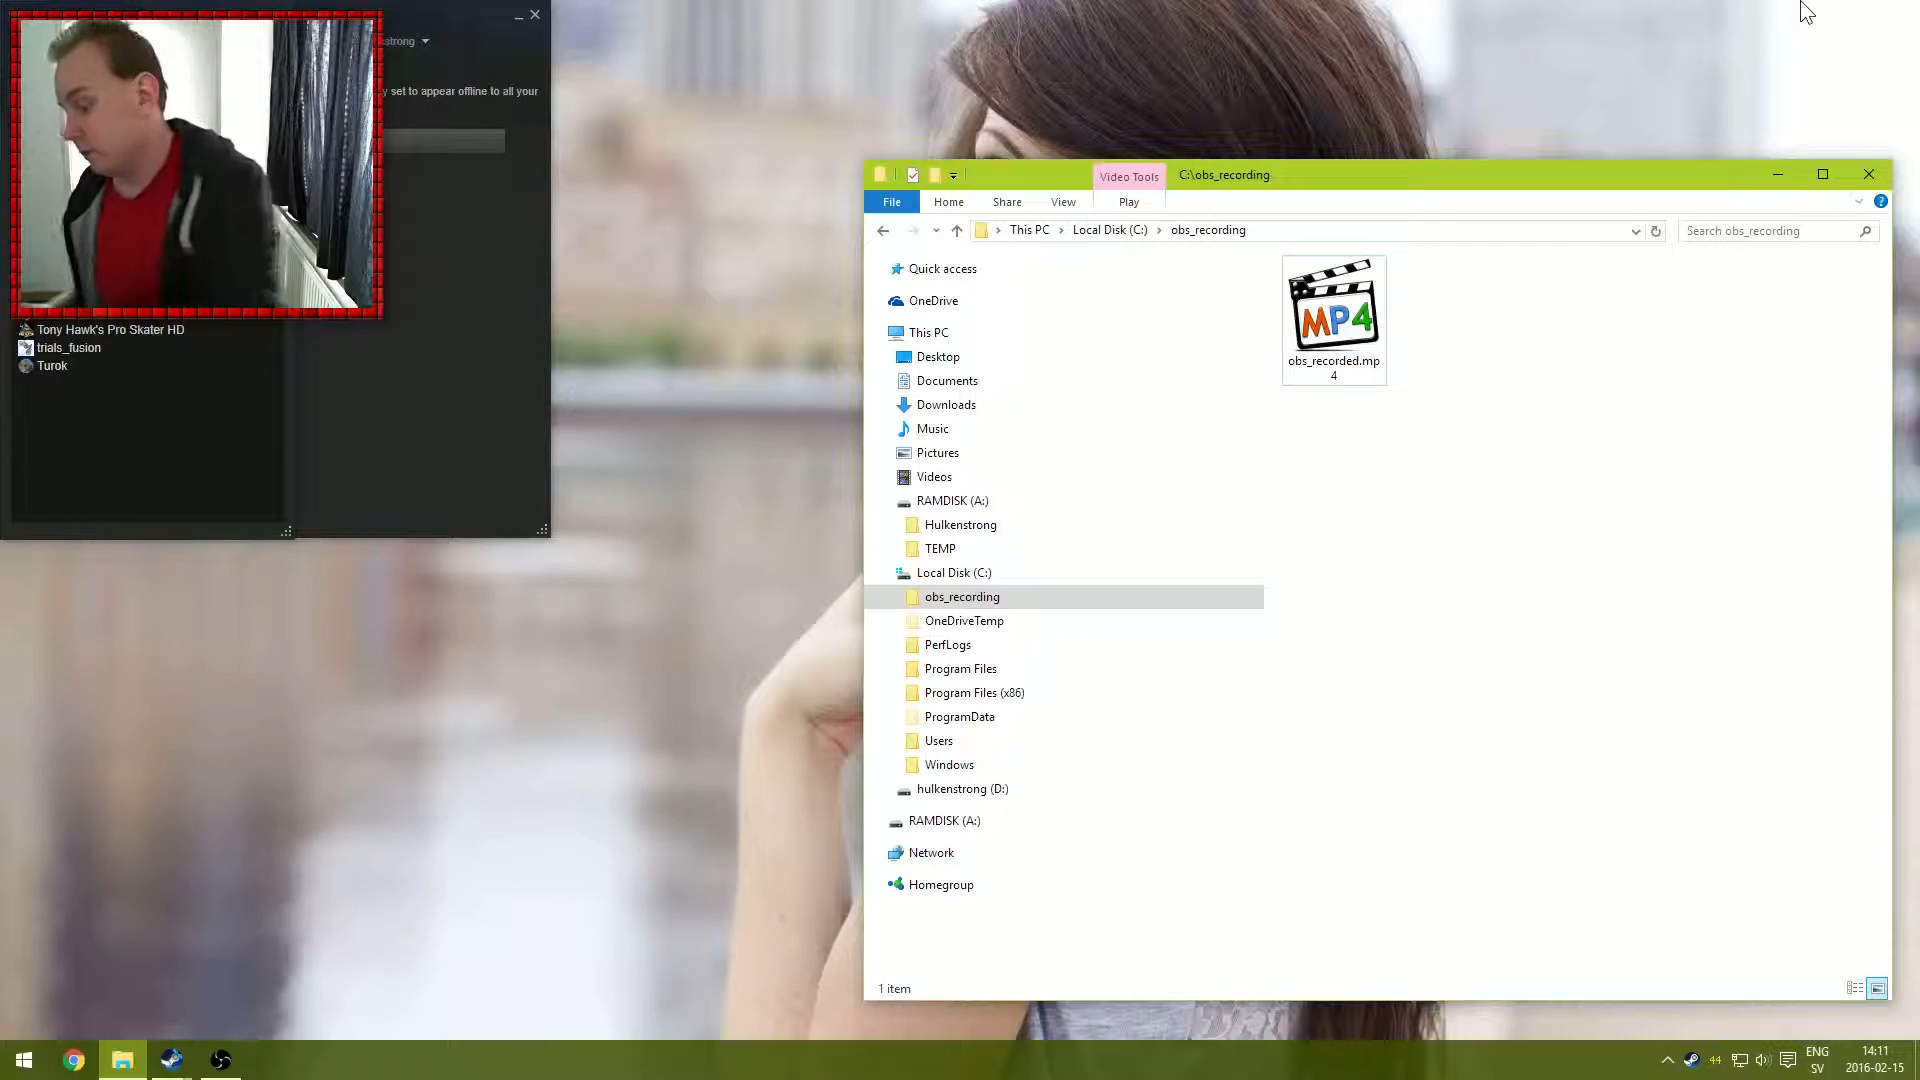 strong
y set to appear offline to all your
Tony Hawk's Pro Skater HD
trials_fusion
Turok
Video Tools
C:\obs_recording
File
Home
Share
View
Play
This PC
Local Disk (C:)
obs_recording
Search obs_recording
Quick access
OneDrive
This PC
Desktop
Documents
Downloads
Music
Pictures
Videos
RAMDISK (A:)
Hulkenstrong
TEMP
Local Disk (C:)
obs_recording
OneDriveTemp
PerfLogs
Program Files
Program Files (x86)
ProgramData
Users
Windows
hulkenstrong (D:)
RAMDISK (A:)
Network
Homegroup
MP4
obs_recorded.mp
4
1 item
44
ENG
SV
14:11
2016-02-15